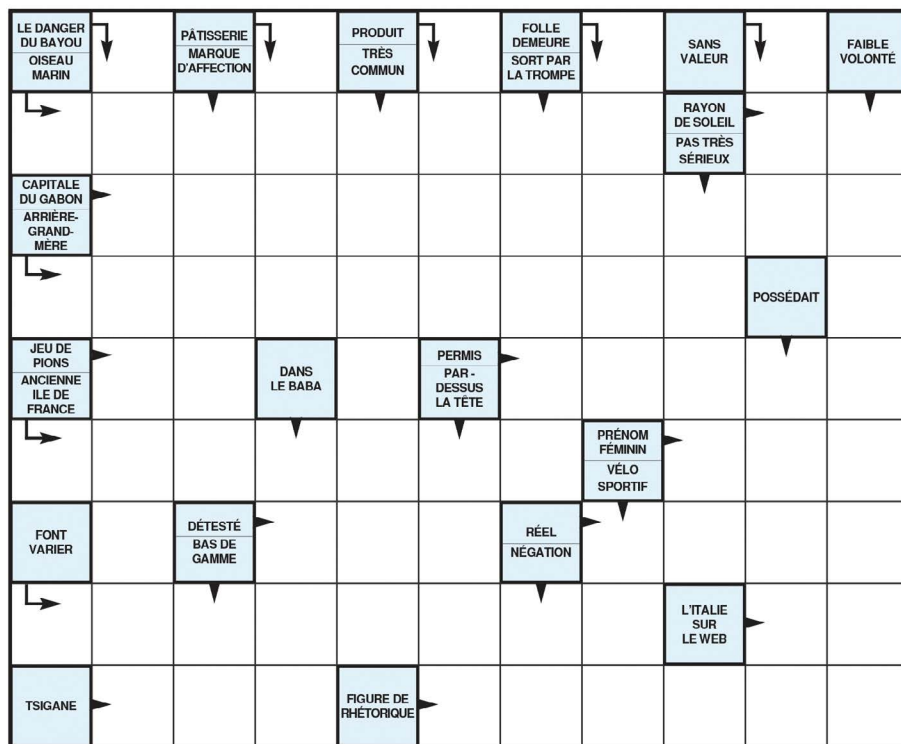 LE DANGER
DU BAYOU
OISEAU
MARIN
PÂTISSERIE
MARQUE
D'AFFECTION
PRODUIT
TRÈS
COMMUN
FOLLE
DEMEURE
SORT PAR
LA TROMPE
SANS
VALEUR
FAIBLE
VOLONTÉ
RAYON
DE SOLEIL
PAS TRÈS
SÉRIEUX
CAPITALE
DU GABON
ARRIÈRE-
GRAND-
MÈRE
POSSÉDAIT
JEU DE
PIONS
ANCIENNE
ILE DE
FRANCE
DANS
LE BABA
PERMIS
PAR -
DESSUS
LA TÊTE
PRÉNOM
FÉMININ
VÉLO
SPORTIF
FONT
VARIER
DÉTESTÉ
BAS DE
GAMME
RÉEL
NÉGATION
L'ITALIE
SUR
LE WEB
TSIGANE
FIGURE DE
RHÉTORIQUE